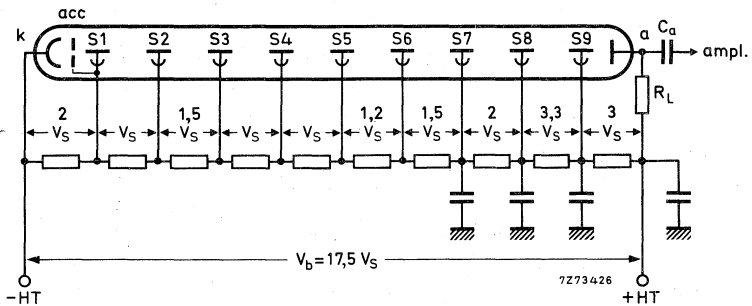 acc
k S1 S2 S3 S4 S5 S6 S7 S8 S9 a Ca ampl.
RL
2 1,5 1,2 1,5 2 3,3 3
VS VS VS VS VS VS VS VS VS VS
Vb=17,5 VS
7Z73426
-HT +HT